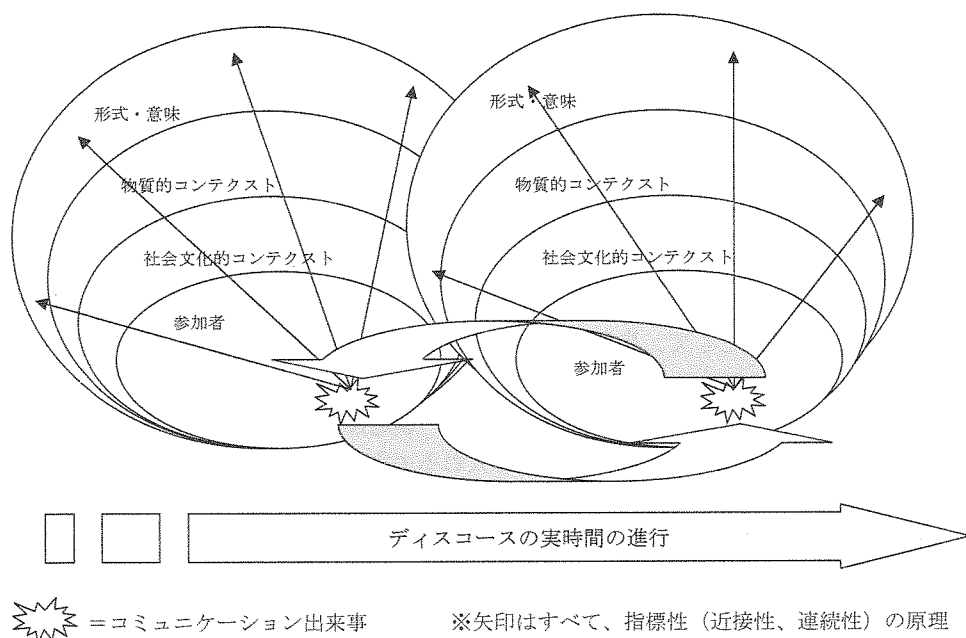 形式・意味
物質的コンテクスト
社会文化的コンテクスト
参加者
形式・意味
物質的コンテクスト
社会文化的コンテクスト
参加者
ディスコースの実時間の進行
=コミュニケーション出来事
※矢印はすべて、指標性(近接性、連続性)の原理